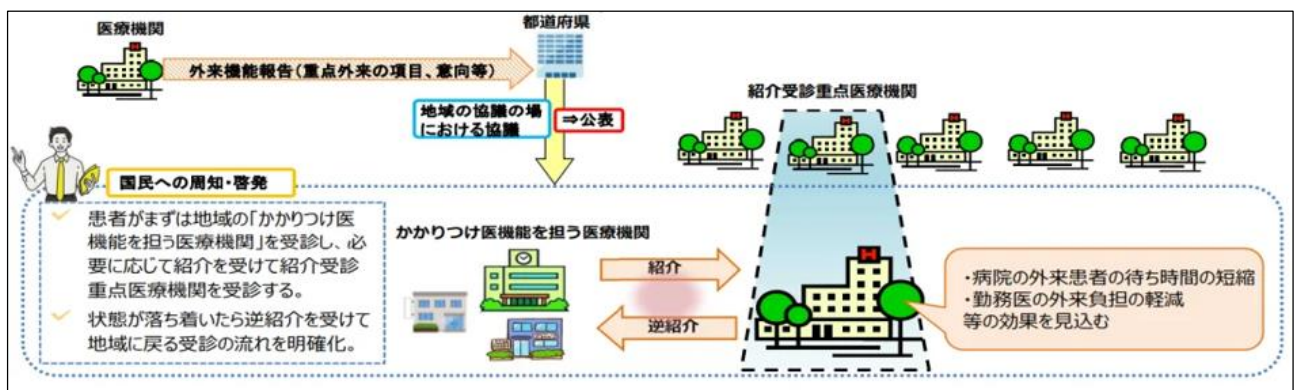 医療機関
都道府県
外来機能報告(重点外来の項目、意向等)
地域の協議の場
における協議
⇒公表
紹介受診重点医療機関
国民への周知・啓発
患者がまずは地域の「かかりつけ医
機能を担う医療機関」を受診し、必
要に応じて紹介を受けて紹介受診
重点医療機関を受診する。
状態が落ち着いたら逆紹介を受けて
地域に戻る受診の流れを明確化。
かかりつけ医機能を担う医療機関
紹介
逆紹介
・病院の外来患者の待ち時間の短縮
・勤務医の外来負担の軽減
等の効果を見込む